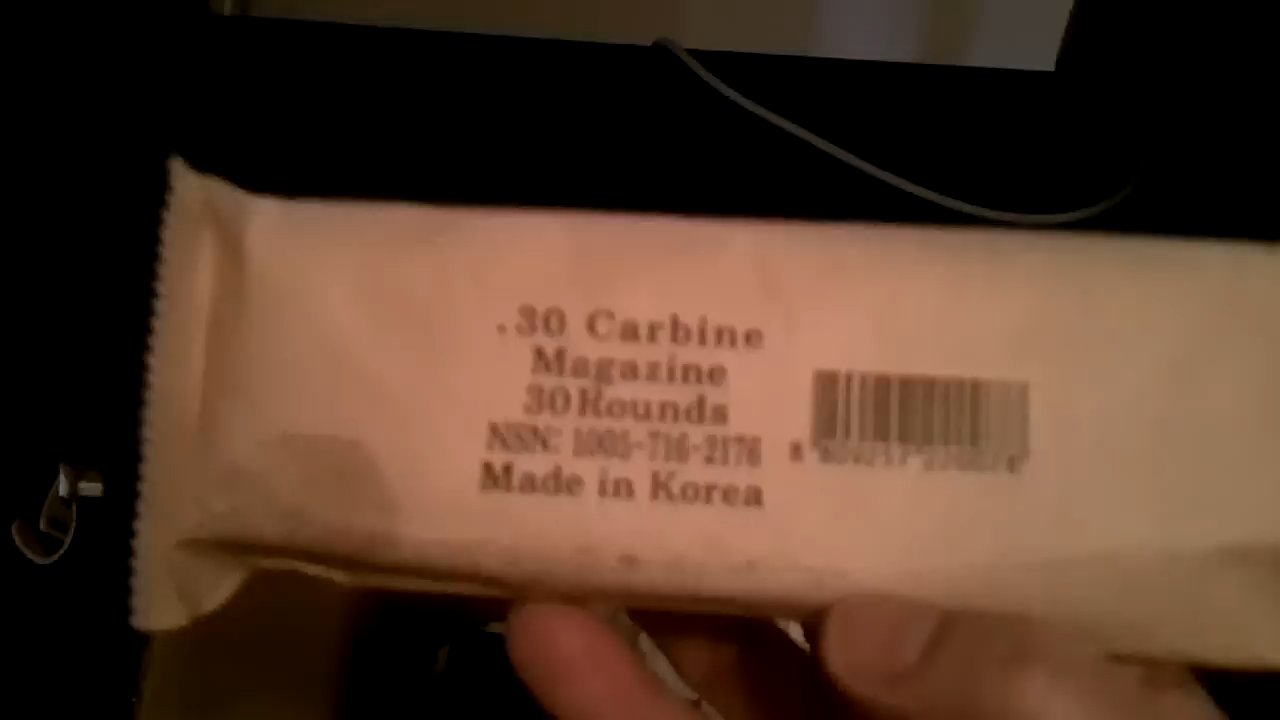 .30 Carbine
Magazine
30 Rounds
NSN: 1005-716-2176
Made in Korea